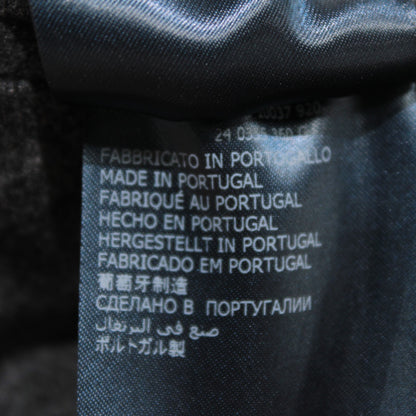 FABBRICATO IN PORTOGALLO
MADE IN PORTUGAL
FABRIQUÉ AU PORTUGAL
HECHO EN PORTUGAL
HERGESTELLT IN PORTUGAL
FABRICADO EM PORTUGAL
葡萄牙制造
СДЕЛАНО В ПОРТУГАЛИИ
صنع في البرتغال
ポルトガル製